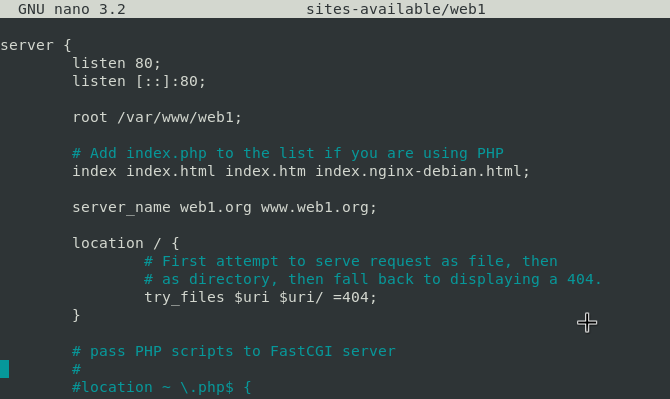 GNU nano 3.2 sites-available/web1
server {
listen 80;
listen [::]:80;
root /var/www/web1;
# Add index.php to the list if you are using PHP
index index.html index.htm index.nginx-debian.html;
server_name web1.org www.web1.org;
location / {
# First attempt to serve request as file, then
# as directory, then fall back to displaying a 404.
try_files $uri $uri/ =404;
}
# pass PHP scripts to FastCGI server
#
#location ~ \.php$ {